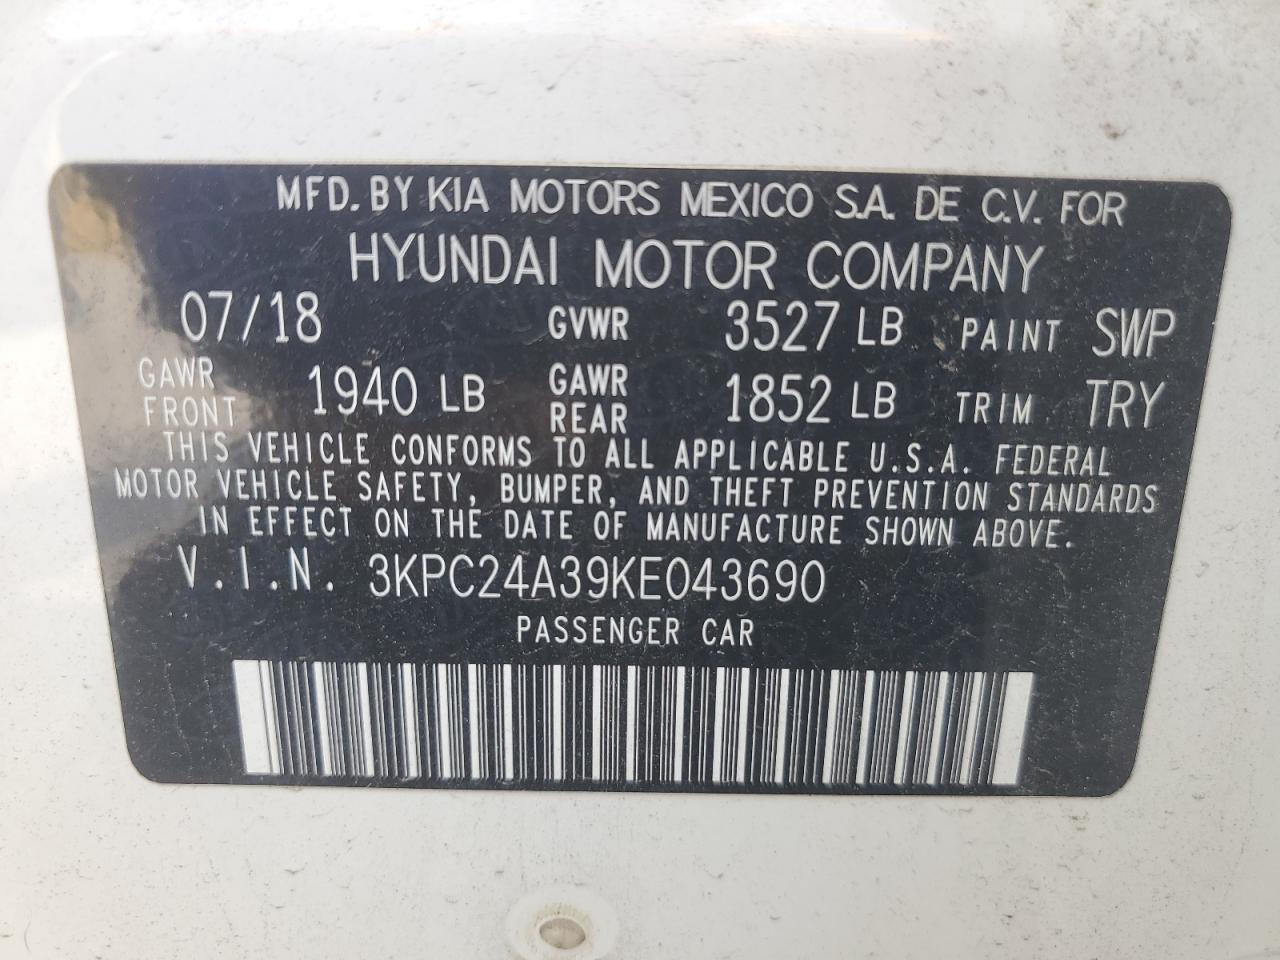 MFD. BY KIA MOTORS MEXICO S.A. DE C.V. FOR
HYUNDAI MOTOR COMPANY
07/18 GVWR 3527 LB PAINT SWP
GAWR FRONT 1940 LB GAWR REAR 1852 LB TRIM TRY
THIS VEHICLE CONFORMS TO ALL APPLICABLE U.S.A. FEDERAL
MOTOR VEHICLE SAFETY, BUMPER, AND THEFT PREVENTION STANDARDS
IN EFFECT ON THE DATE OF MANUFACTURE SHOWN ABOVE.
V.I.N. 3KPC24A39KE043690
PASSENGER CAR